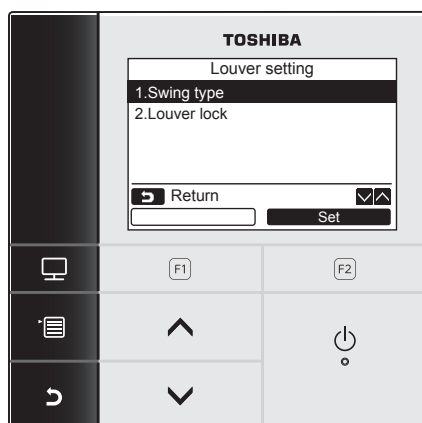 TOSHIBA
Louver setting
1.Swing type
2.Louver lock
Return
Set
F1
F2